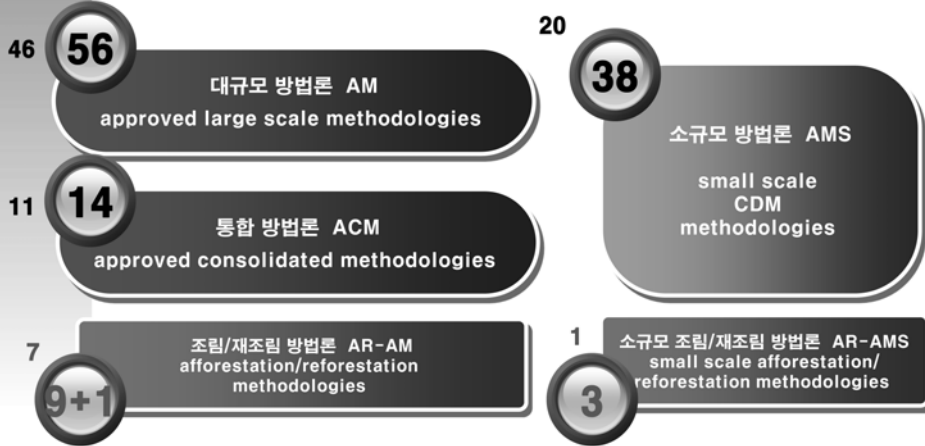 46
56
대규모 방법론 AM
approved large scale methodologies
11
14
통합 방법론 ACM
approved consolidated methodologies
7
9+1
조림/재조림 방법론 AR-AM
afforestation/reforestation
methodologies
20
38
소규모 방법론 AMS
small scale
CDM
methodologies
1
3
소규모 조림/재조림 방법론 AR-AMS
small scale afforestation/
reforestation methodologies